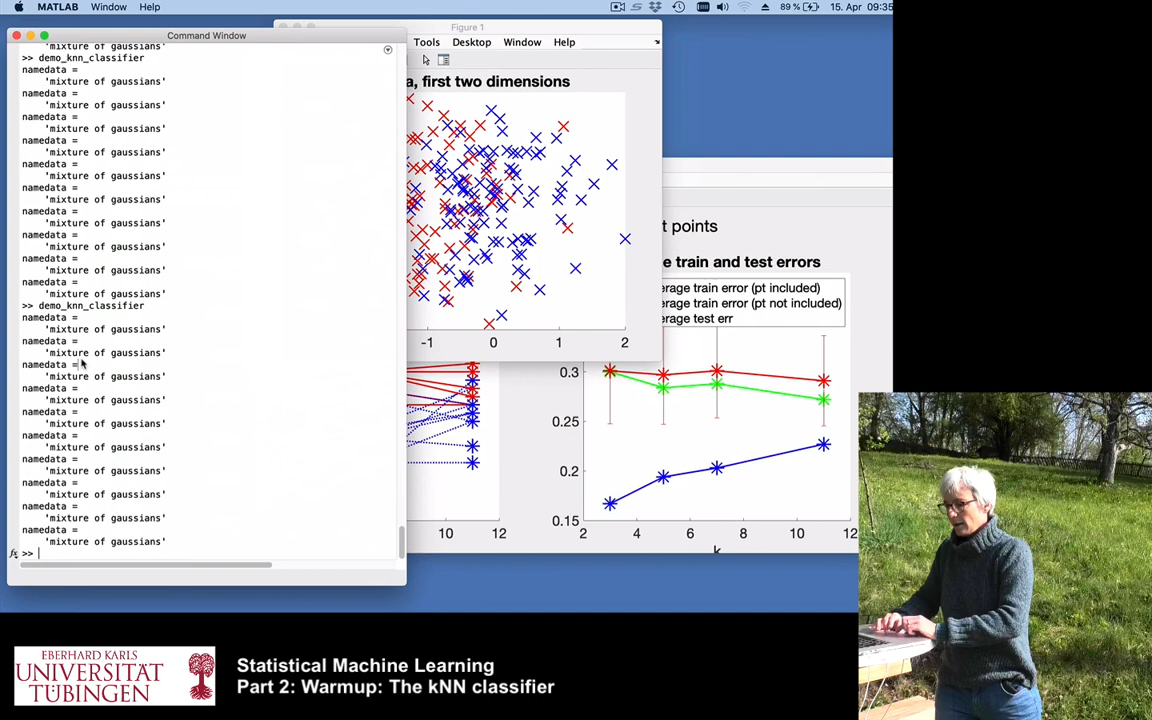 MATLAB Window Help
89 % 15. Apr 09:35
Command Window
'mixture of gaussians'
>> demo_knn_classifier
namedata =
'mixture of gaussians'
namedata =
'mixture of gaussians'
namedata =
'mixture of gaussians'
namedata =
'mixture of gaussians'
namedata =
'mixture of gaussians'
namedata =
'mixture of gaussians'
namedata =
'mixture of gaussians'
namedata =
'mixture of gaussians'
namedata =
'mixture of gaussians'
namedata =
'mixture of gaussians'
>> demo_knn_classifier
namedata =
'mixture of gaussians'
namedata =
'mixture of gaussians'
namedata =
'mixture of gaussians'
namedata =
'mixture of gaussians'
namedata =
'mixture of gaussians'
namedata =
'mixture of gaussians'
namedata =
'mixture of gaussians'
namedata =
'mixture of gaussians'
namedata =
'mixture of gaussians'
namedata =
'mixture of gaussians'
fx >>
Figure 1
Tools Desktop Window Help
a, first two dimensions
-1 0 1 2
t points
e train and test errors
erage train error (pt included)
erage train error (pt not included)
erage test err
0.3
0.25
0.2
0.15
10 12
2 4 6 8 10 12
k
EBERHARD KARLS
UNIVERSITÄT
TÜBINGEN
Statistical Machine Learning
Part 2: Warmup: The kNN classifier